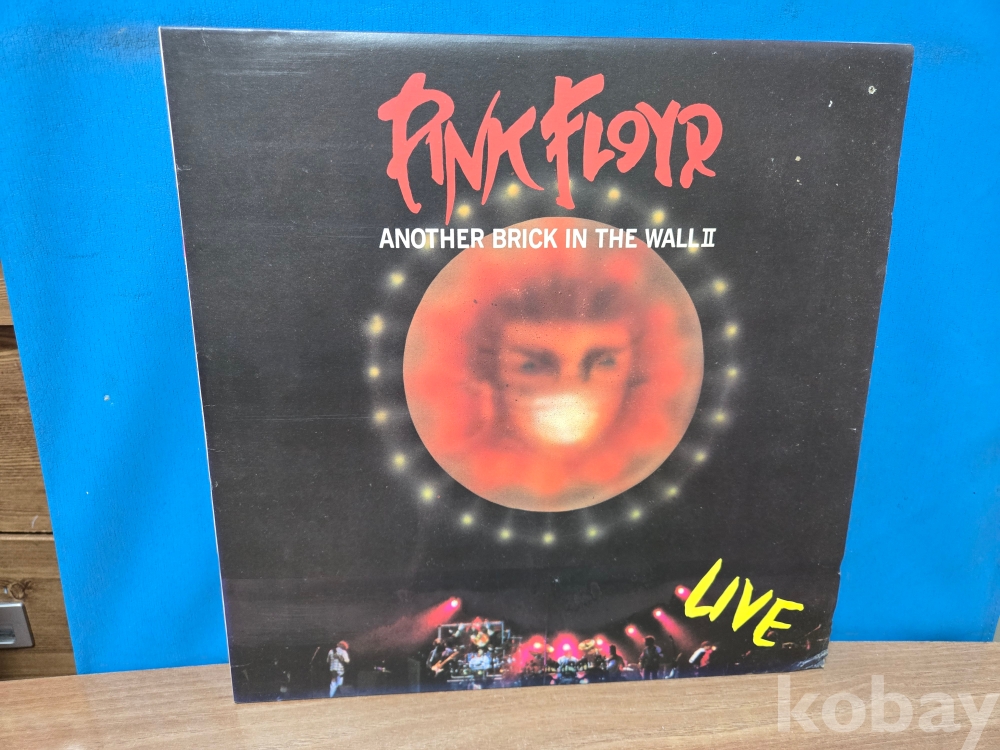 PINK FLOYD
ANOTHER BRICK IN THE WALL II
LIVE
kobay